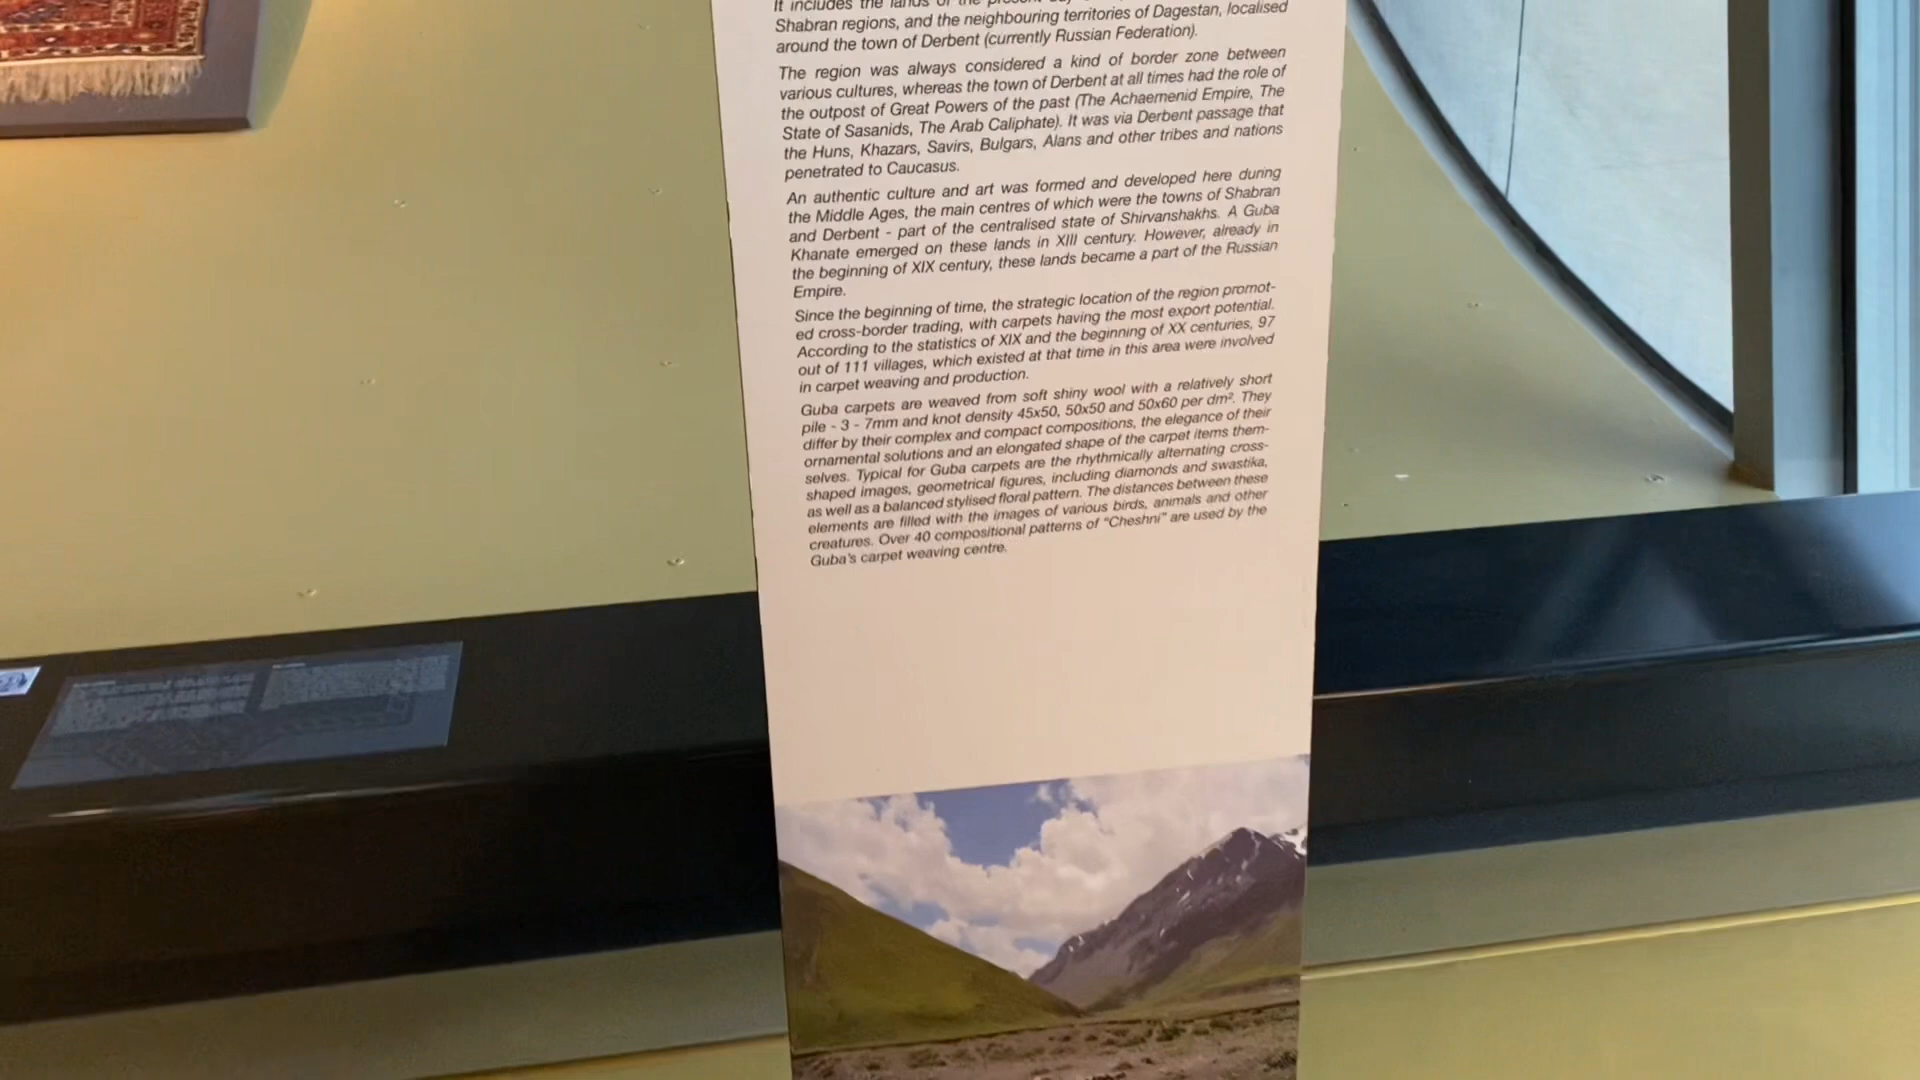 It includes the lands of the present day
Shabran regions, and the neighbouring territories of Dagestan, localised
around the town of Derbent (currently Russian Federation).
The region was always considered a kind of border zone between
various cultures, whereas the town of Derbent at all times had the role of
the outpost of Great Powers of the past (The Achaemenid Empire, The
State of Sasanids, The Arab Caliphate). It was via Derbent passage that
the Huns, Khazars, Savirs, Bulgars, Alans and other tribes and nations
penetrated to Caucasus.
An authentic culture and art was formed and developed here during
the Middle Ages, the main centres of which were the towns of Shabran
and Derbent - part of the centralised state of Shirvanshakhs. A Guba
Khanate emerged on these lands in XIII century. However, already in
the beginning of XIX century, these lands became a part of the Russian
Empire.
Since the beginning of time, the strategic location of the region promot-
ed cross-border trading, with carpets having the most export potential.
According to the statistics of XIX and the beginning of XX centuries, 97
out of 111 villages, which existed at that time in this area were involved
in carpet weaving and production.
Guba carpets are weaved from soft shiny wool with a relatively short
pile - 3 - 7mm and knot density 45x50, 50x50 and 50x60 per dm². They
differ by their complex and compact compositions, the elegance of their
ornamental solutions and an elongated shape of the carpet items them-
selves. Typical for Guba carpets are the rhythmically alternating cross-
shaped images, geometrical figures, including diamonds and swastika,
as well as a balanced stylised floral pattern. The distances between these
elements are filled with the images of various birds, animals and other
creatures. Over 40 compositional patterns of "Cheshni" are used by the
Guba's carpet weaving centre.